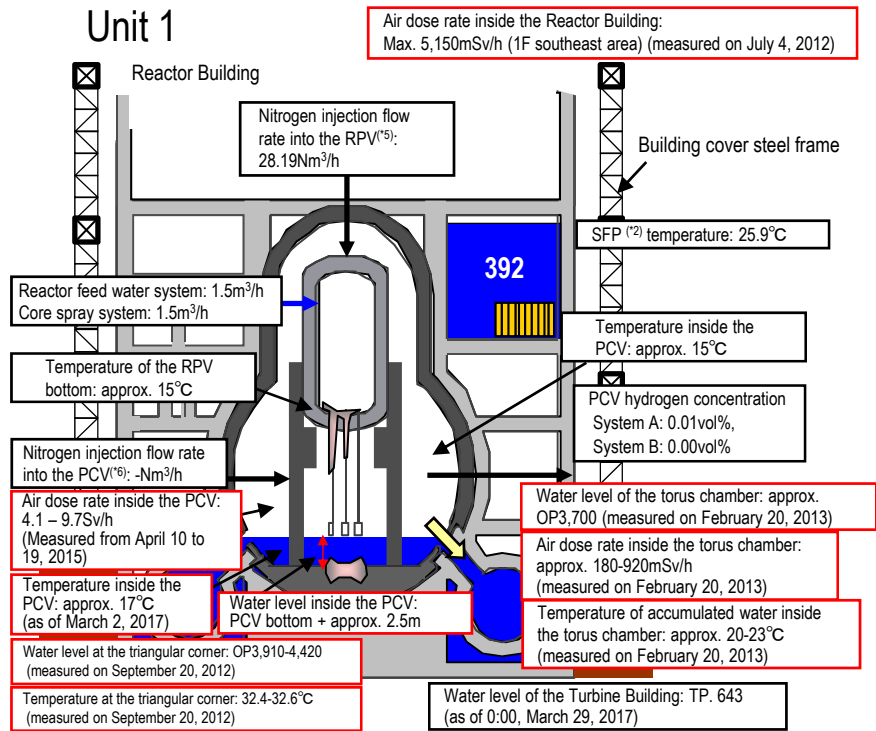 Unit 1
Air dose rate inside the Reactor Building:
Max. 5,150mSv/h (1F southeast area) (measured on July 4, 2012)
Reactor Building
Nitrogen injection flow
rate into the RPV(*5):
28.19Nm3/h
Building cover steel frame
SFP (*2) temperature: 25.9℃
392
Reactor feed water system: 1.5m3/h
Core spray system: 1.5m3/h
Temperature inside the
PCV: approx. 15℃
Temperature of the RPV
bottom: approx. 15℃
PCV hydrogen concentration
System A: 0.01vol%,
System B: 0.00vol%
Nitrogen injection flow rate
into the PCV(*6): -Nm3/h
Air dose rate inside the PCV:
4.1 – 9.7Sv/h
(Measured from April 10 to
19, 2015)
Water level of the torus chamber: approx.
OP3,700 (measured on February 20, 2013)
Air dose rate inside the torus chamber:
approx. 180-920mSv/h
(measured on February 20, 2013)
Temperature inside the
PCV: approx. 17℃
(as of March 2, 2017)
Water level inside the PCV:
PCV bottom + approx. 2.5m
Temperature of accumulated water inside
the torus chamber: approx. 20-23℃
(measured on February 20, 2013)
Water level at the triangular corner: OP3,910-4,420
(measured on September 20, 2012)
Temperature at the triangular corner: 32.4-32.6℃
(measured on September 20, 2012)
Water level of the Turbine Building: TP. 643
(as of 0:00, March 29, 2017)